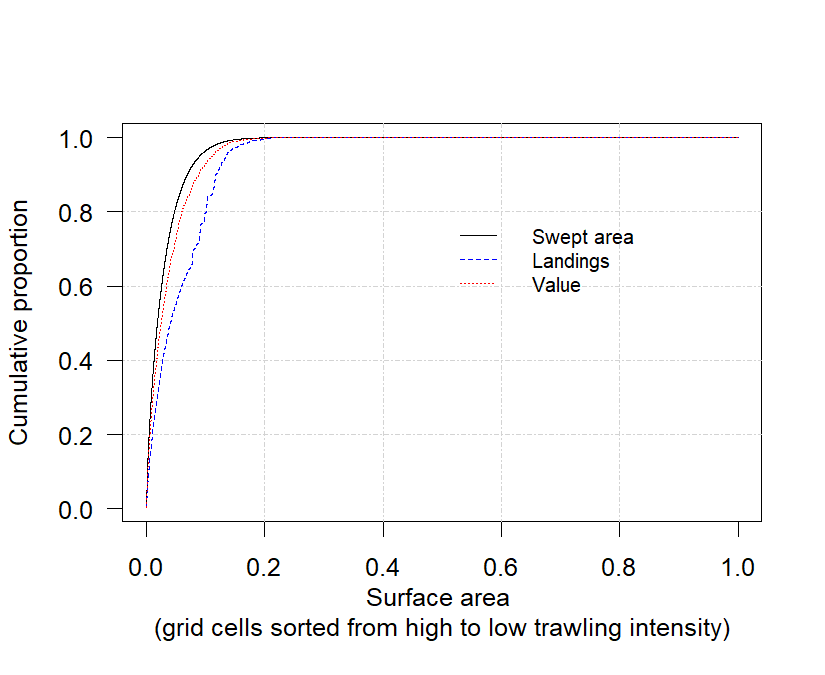 Cumulative proportion
1.0
0.8
0.6
0.4
0.2
0.0
Swept area
Landings
Value
0.0 0.2 0.4 0.6 0.8 1.0
Surface area
(grid cells sorted from high to low trawling intensity)